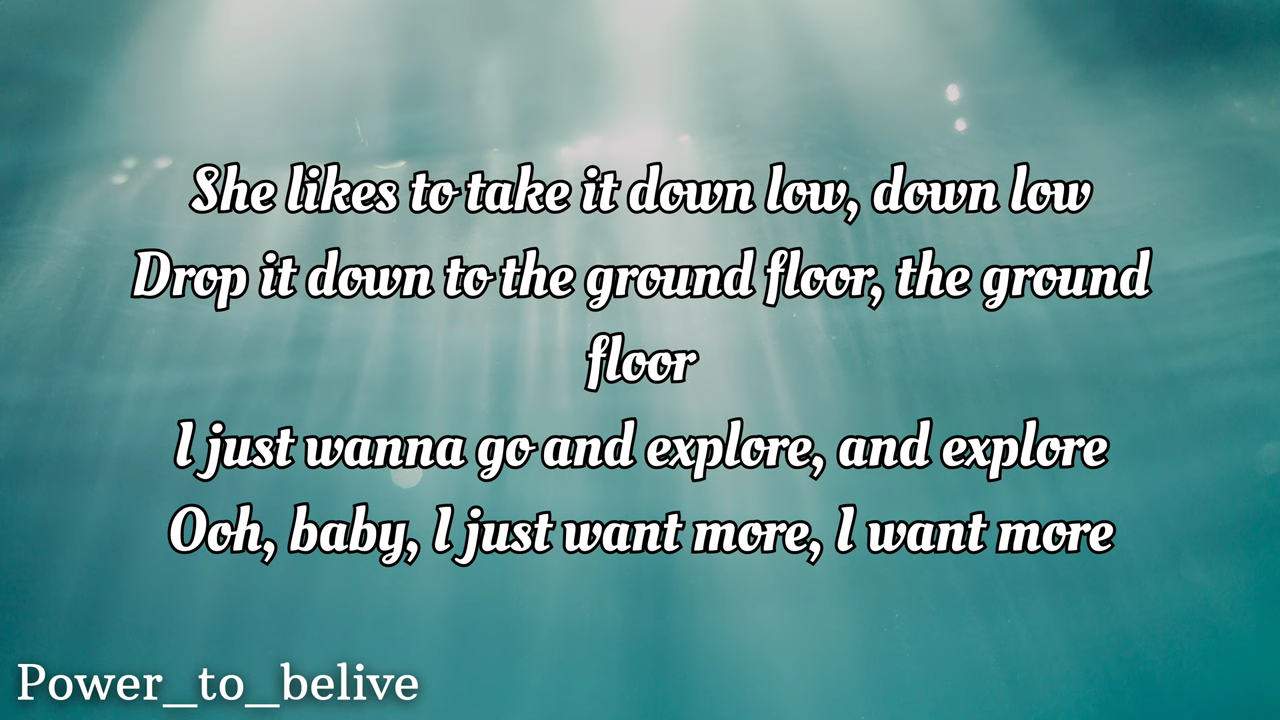 She likes to take it down low, down low
Drop it down to the ground floor, the ground
floor
I just wanna go and explore, and explore
Ooh, baby, I just want more, I want more
Power_to_belive